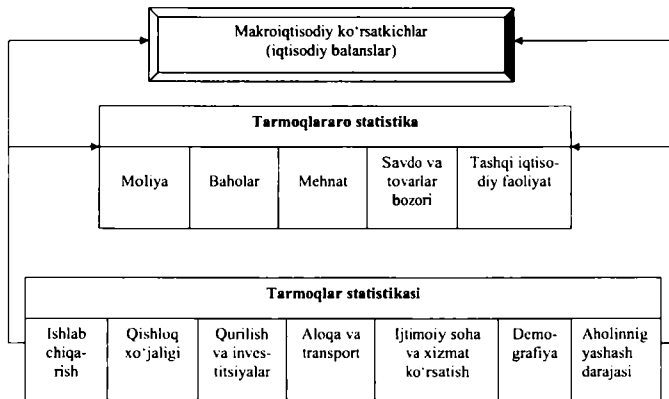 Makroiqtisodiy ko‘rsatkichlar
(iqtisodiy balanslar)
Tarmoqlararo statistika
Moliya
Baholar
Mehnat
Savdo va
tovarlar
bozori
Tashqi iqtiso-
diy faoliyat
Tarmoqlar statistikasi
Ishlab
chiqa-
rish
Qishloq
xo‘jaligi
Qurilish
va inves-
titsiyalar
Aloqa va
transport
Ijtimoiy soha
va xizmat
ko‘rsatish
Demo-
grafiya
Aholinnig
yashash
darajasi